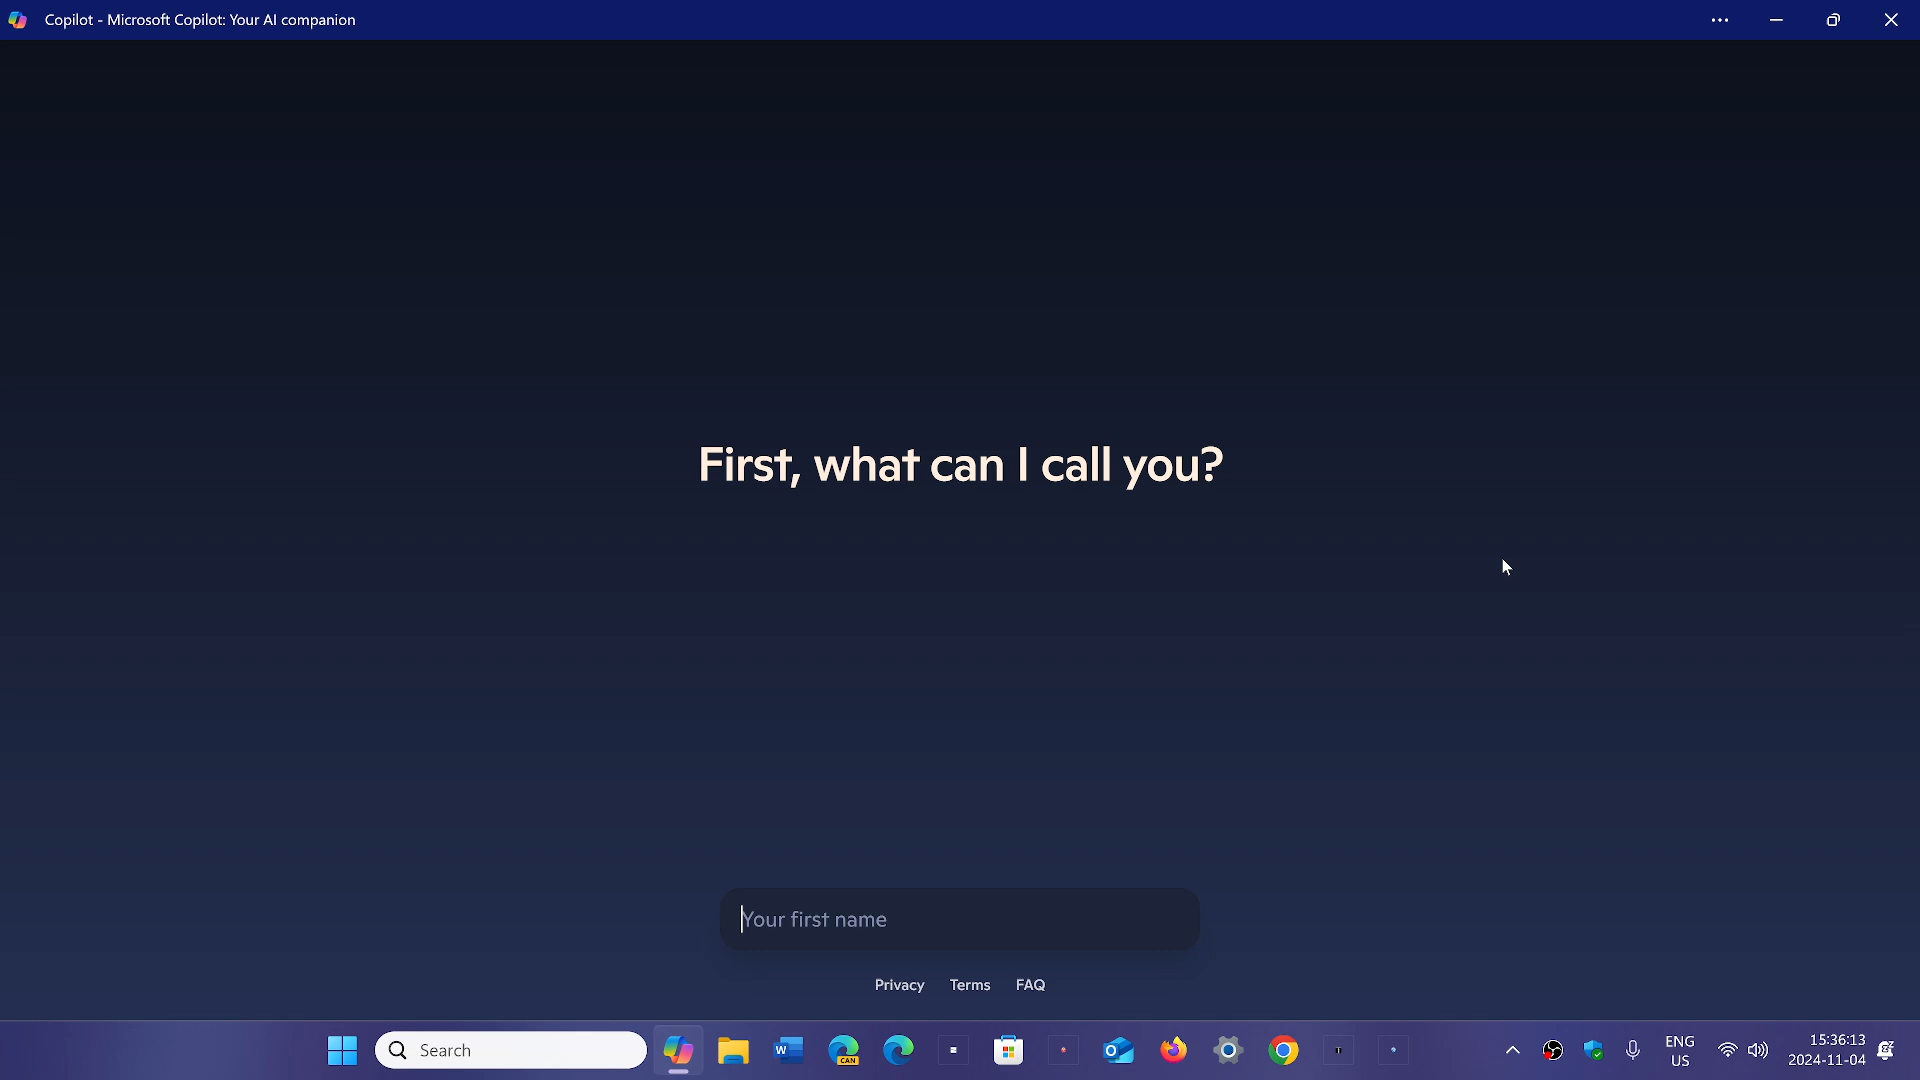 Copilot - Microsoft Copilot: Your AI companion
First, what can I call you?
Your first name
Privacy Terms FAQ
Search
W
CAN
ENG
US
15:36:13
2024-11-04